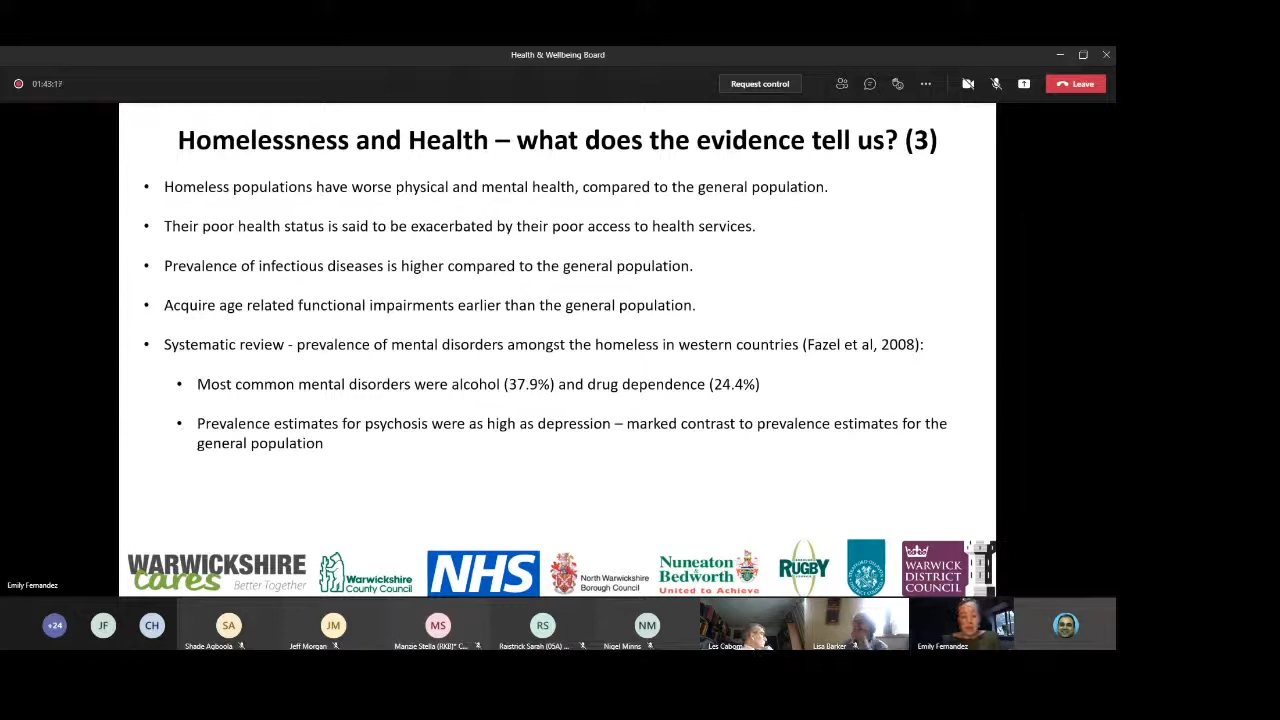 Health & Wellbeing Board
01:43:17
Request control
Leave
Homelessness and Health – what does the evidence tell us? (3)
• Homeless populations have worse physical and mental health, compared to the general population.
• Their poor health status is said to be exacerbated by their poor access to health services.
• Prevalence of infectious diseases is higher compared to the general population.
• Acquire age related functional impairments earlier than the general population.
• Systematic review - prevalence of mental disorders amongst the homeless in western countries (Fazel et al, 2008):
• Most common mental disorders were alcohol (37.9%) and drug dependence (24.4%)
• Prevalence estimates for psychosis were as high as depression – marked contrast to prevalence estimates for the
general population
WARWICKSHIRE
cares Better Together
Warwickshire
County Council
NHS
North Warwickshire
Borough Council
Nuneaton &
Bedworth
United to Achieve
RUGBY
WARWICK
DISTRICT
COUNCIL
Emily Fernandez
+24
JF
CH
SA
JM
MS
RS
NM
Shade Agboola
Jeff Morgan
Manzie Stella (RKB)* C...
Raistrick Sarah (05A) ...
Nigel Minns
Les Caborn
Lisa Barker
Emily Fernandez